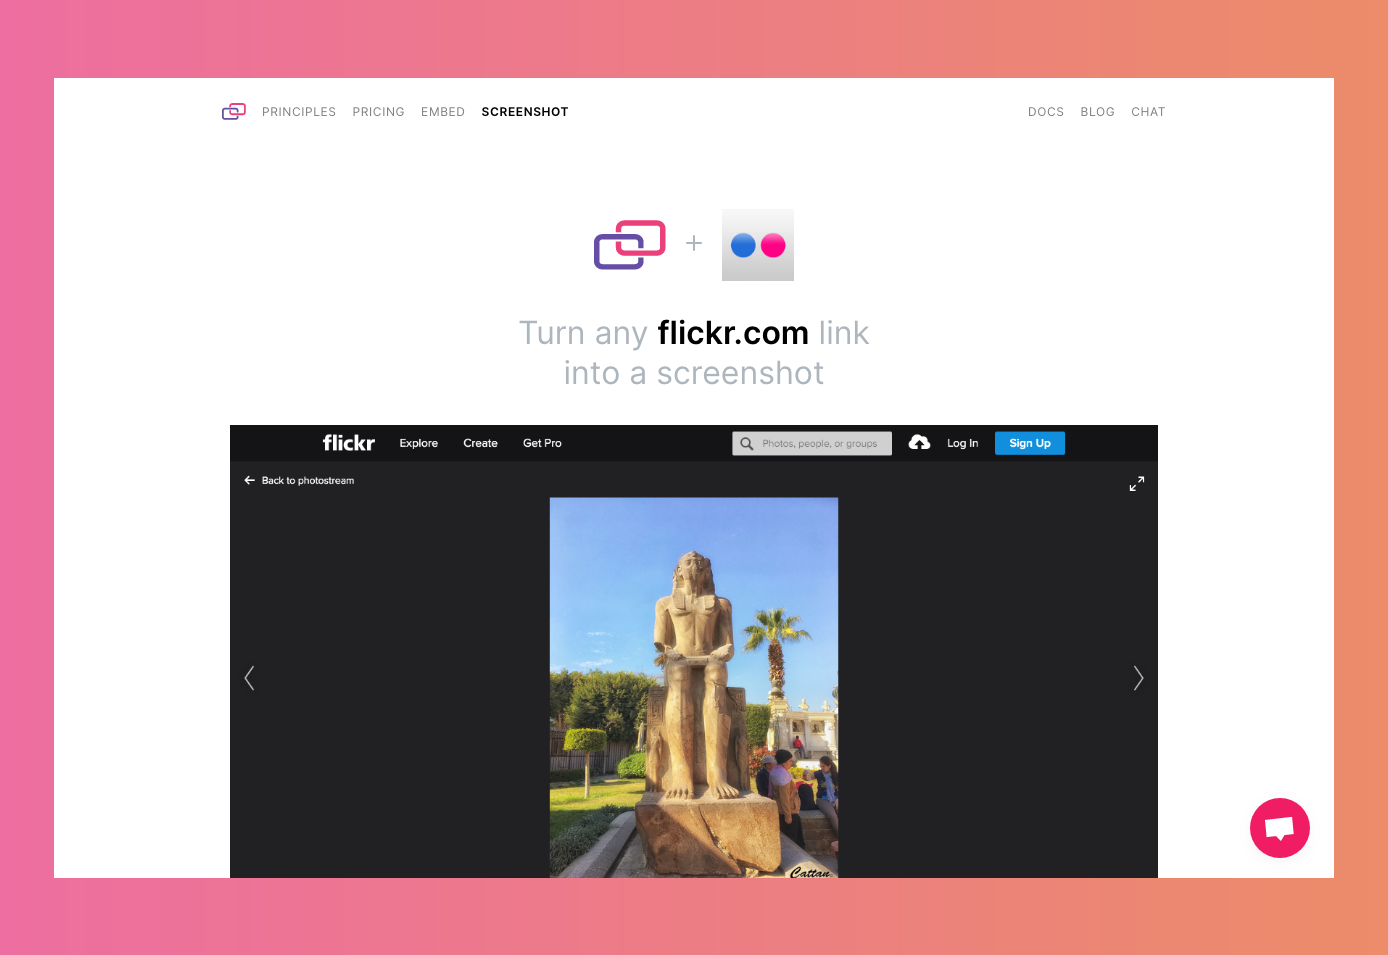 PRINCIPLES PRICING EMBED SCREENSHOT DOCS BLOG CHAT
Turn any flickr.com link
into a screenshot
flickr Explore Create Get Pro Photos, people, or groups Log In Sign Up
Back to photostream
Cattan